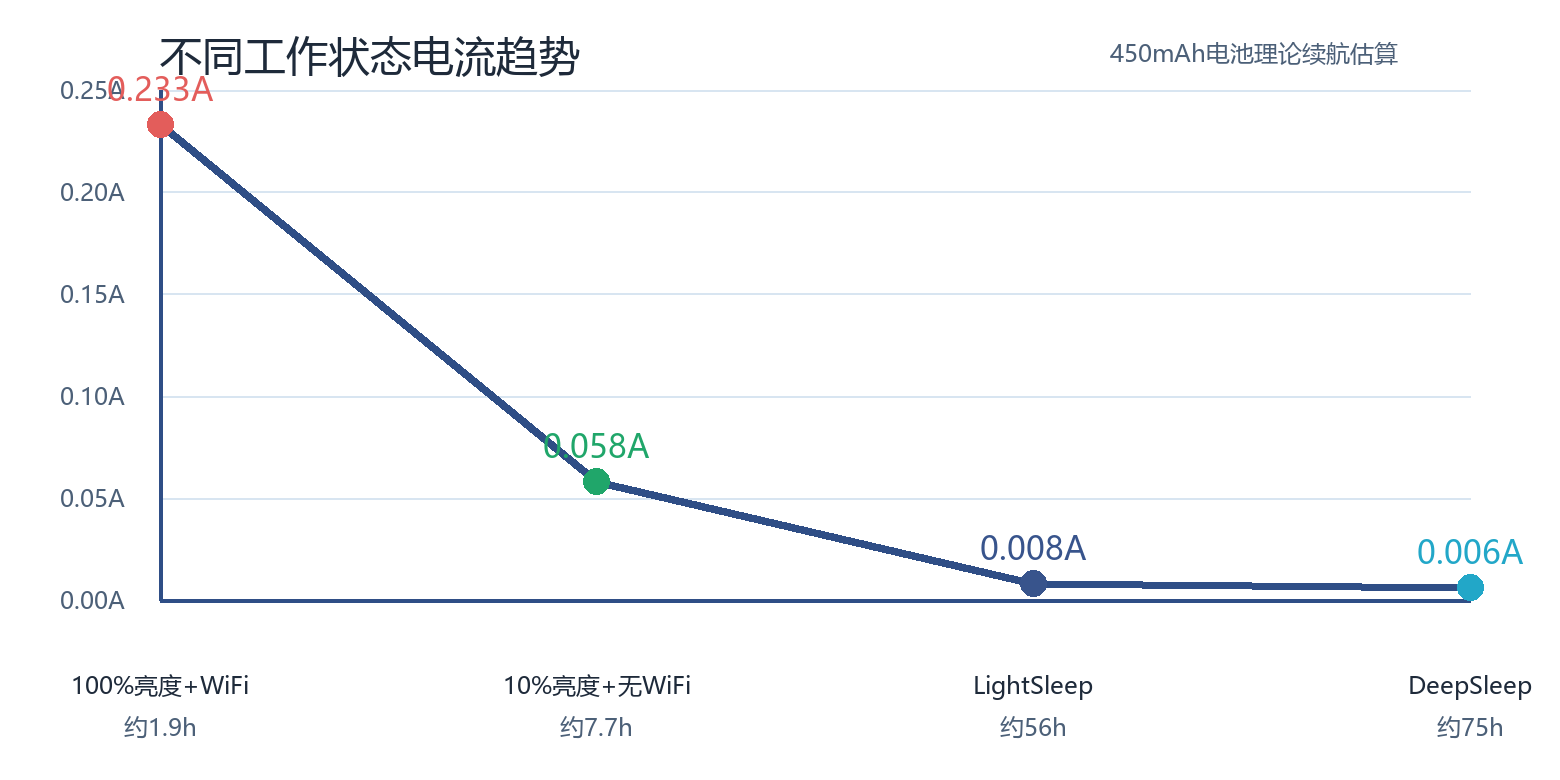 不同工作状态电流趋势
450mAh电池理论续航估算
0.25A
0.233A
0.20A
0.15A
0.10A
0.058A
0.05A
0.008A
0.006A
0.00A
100%亮度+WiFi
10%亮度+无WiFi
LightSleep
DeepSleep
约1.9h
约7.7h
约56h
约75h